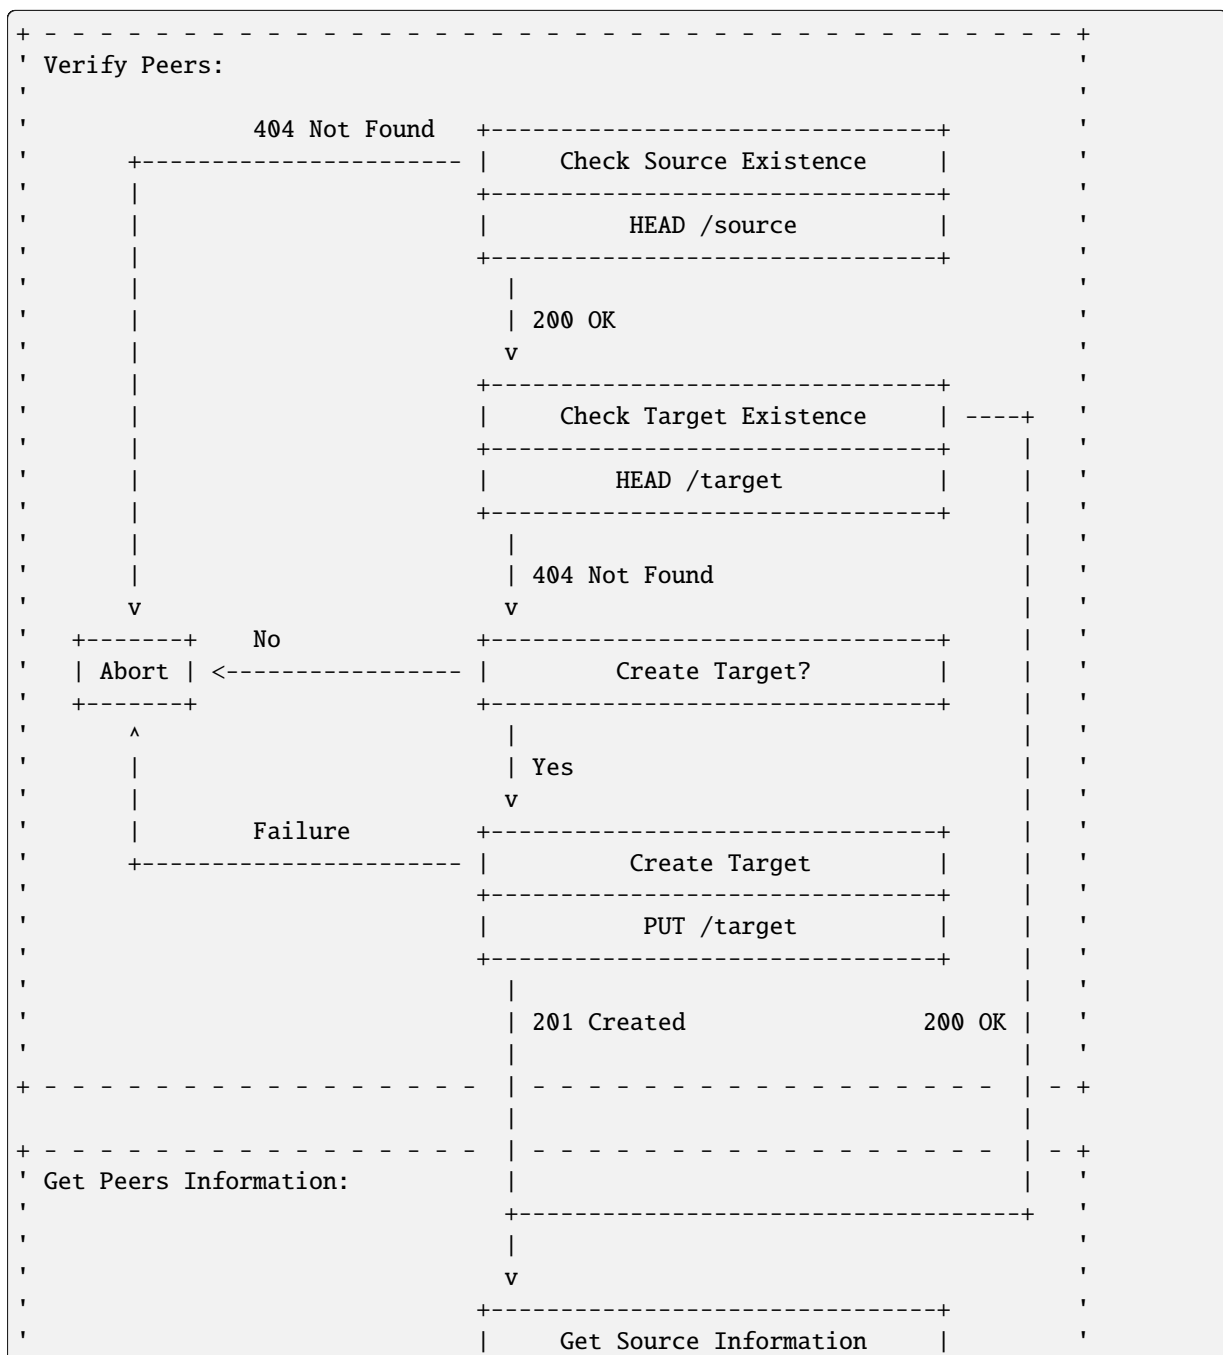 + - - - - - - - - - - - - - - - - - - - - - - - - - - - - - - - - - - - - - +
' Verify Peers:                                                             '
'                                                                           '
'                404 Not Found   +--------------------------------+         '
'       +----------------------- |     Check Source Existence     |         '
'       |                        +--------------------------------+         '
'       |                        |          HEAD /source          |         '
'       |                        +--------------------------------+         '
'       |                          |                                        '
'       |                          | 200 OK                                 '
'       |                          v                                        '
'       |                        +--------------------------------+         '
'       |                        |     Check Target Existence     | ----+   '
'       |                        +--------------------------------+     |   '
'       |                        |         HEAD /target           |     |   '
'       |                        +--------------------------------+     |   '
'       |                          |                                    |   '
'       |                          | 404 Not Found                      |   '
'       v                          v                                    |   '
'   +-------+    No              +--------------------------------+     |   '
'   | Abort | <----------------- |         Create Target?         |     |   '
'   +-------+                    +--------------------------------+     |   '
'       ^                          |                                    |   '
'       |                          | Yes                                |   '
'       |                          v                                    |   '
'       |        Failure         +--------------------------------+     |   '
'       +----------------------- |          Create Target         |     |   '
'                                +--------------------------------+     |   '
'                                |           PUT /target          |     |   '
'                                +--------------------------------+     |   '
'                                  |                                    |   '
'                                  | 201 Created                 200 OK |   '
'                                  |                                    |   '
+ - - - - - - - - - - - - - - - -  | - - - - - - - - - - - - - - - - -  | - +
                                   |                                    |
+ - - - - - - - - - - - - - - - -  | - - - - - - - - - - - - - - - - -  | - +
' Get Peers Information:           |                                    |   '
'                                  +------------------------------------+   '
'                                  |                                        '
'                                  v                                        '
'                                +--------------------------------+         '
'                                |     Get Source Information     |         '